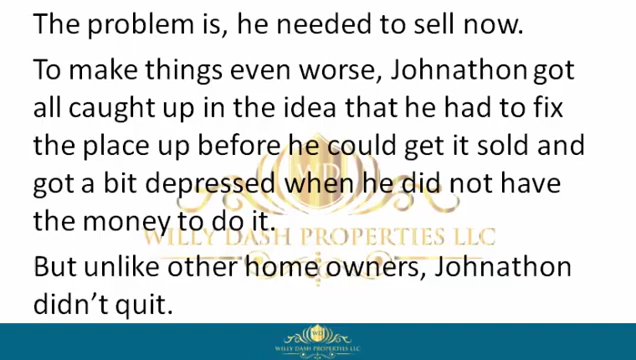 The problem is, he needed to sell now.
To make things even worse, Johnathon got
all caught up in the idea that he had to fix
the place up before he could get it sold and
got a bit depressed when he did not have
the money to do it.
WILLY DASH PROPERTIES LLC
But unlike other home owners, Johnathon
didn’t quit.
WILLY DASH PROPERTIES LLC